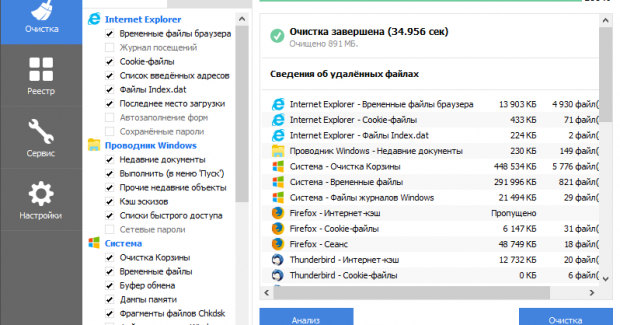 Очистка
Реестр
Сервис
Настройки
Internet Explorer
Временные файлы браузера
Журнал посещений
Cookie-файлы
Список введённых адресов
Файлы Index.dat
Последнее место загрузки
Автозаполнение форм
Сохранённые пароли
Проводник Windows
Недавние документы
Выполнить (в меню 'Пуск')
Прочие недавние объекты
Кэш эскизов
Списки быстрого доступа
Сетевые пароли
Система
Очистка Корзины
Временные файлы
Буфер обмена
Дампы памяти
Фрагменты файлов Chkdsk
Очистка завершена (34.956 сек)
Очищено 891 МБ.
Сведения об удалённых файлах
Internet Explorer - Временные файлы браузера 13 903 КБ 4 930 файл(
Internet Explorer - Cookie-файлы 433 КБ 71 файл(
Internet Explorer - Файлы Index.dat 224 КБ 2 файл(
Проводник Windows - Недавние документы 230 КБ 149 файл(
Система - Очистка Корзины 448 534 КБ 5 776 файл(
Система - Временные файлы 291 996 КБ 821 файл(
Система - Файлы журналов Windows 21 494 КБ 29 файл(
Firefox - Интернет-кэш Пропущено
Firefox - Cookie-файлы 6 147 КБ 31 файл(
Firefox - Сеанс 48 749 КБ 18 файл(
Thunderbird - Интернет-кэш 12 732 КБ 20 файл(
Thunderbird - Cookie-файлы 0 КБ 6 файл(
Анализ
Очистка